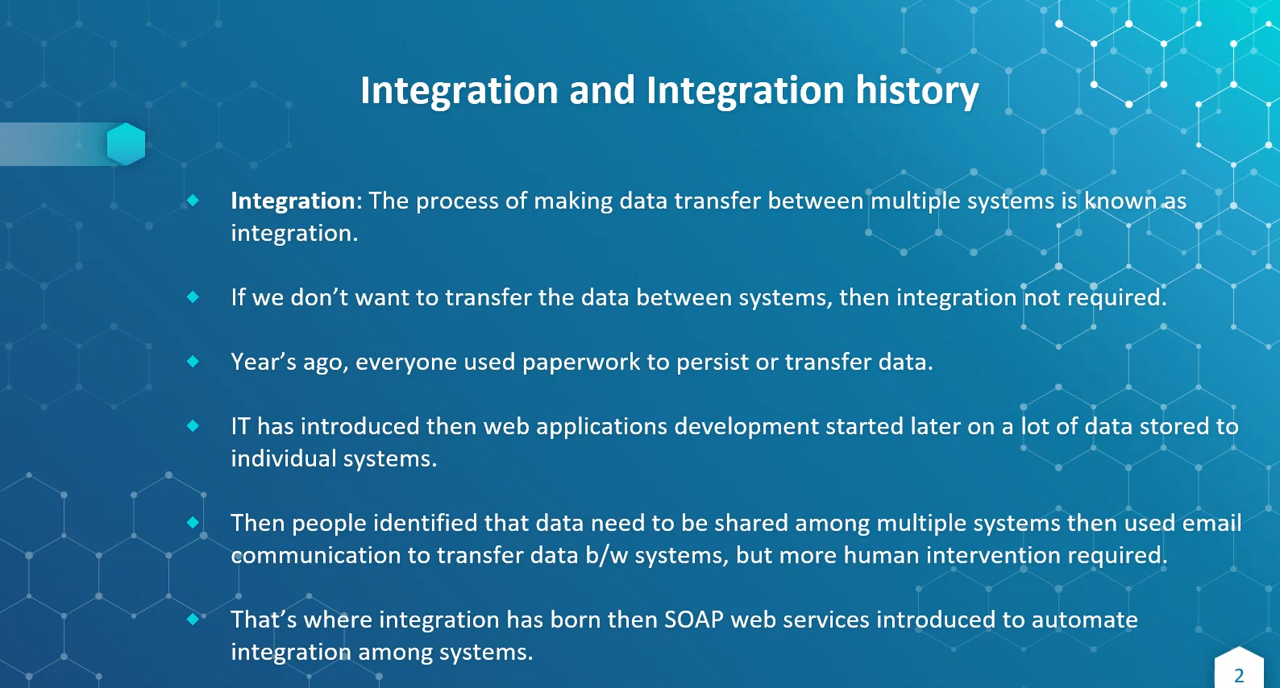 Integration and Integration history
Integration: The process of making data transfer between multiple systems is known as
integration.
If we don’t want to transfer the data between systems, then integration not required.
Year’s ago, everyone used paperwork to persist or transfer data.
IT has introduced then web applications development started later on a lot of data stored to
individual systems.
Then people identified that data need to be shared among multiple systems then used email
communication to transfer data b/w systems, but more human intervention required.
That’s where integration has born then SOAP web services introduced to automate
integration among systems.
2